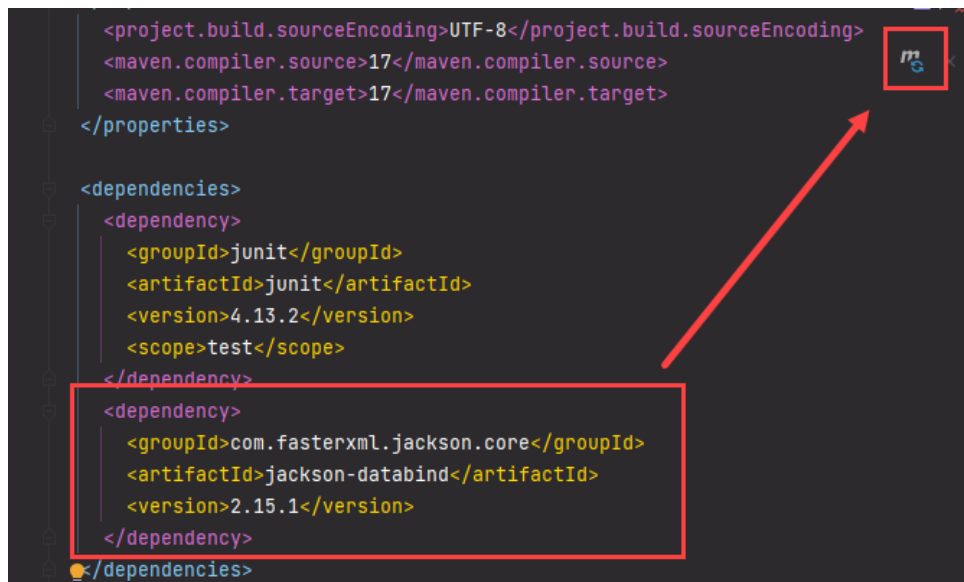 <project.build.sourceEncoding>UTF-8</project.build.sourceEncoding>
<maven.compiler.source>17</maven.compiler.source>
<maven.compiler.target>17</maven.compiler.target>
</properties>
<dependencies>
<dependency>
<groupId>junit</groupId>
<artifactId>junit</artifactId>
<version>4.13.2</version>
<scope>test</scope>
</dependency>
<dependency>
<groupId>com.fasterxml.jackson.core</groupId>
<artifactId>jackson-databind</artifactId>
<version>2.15.1</version>
</dependency>
</dependencies>